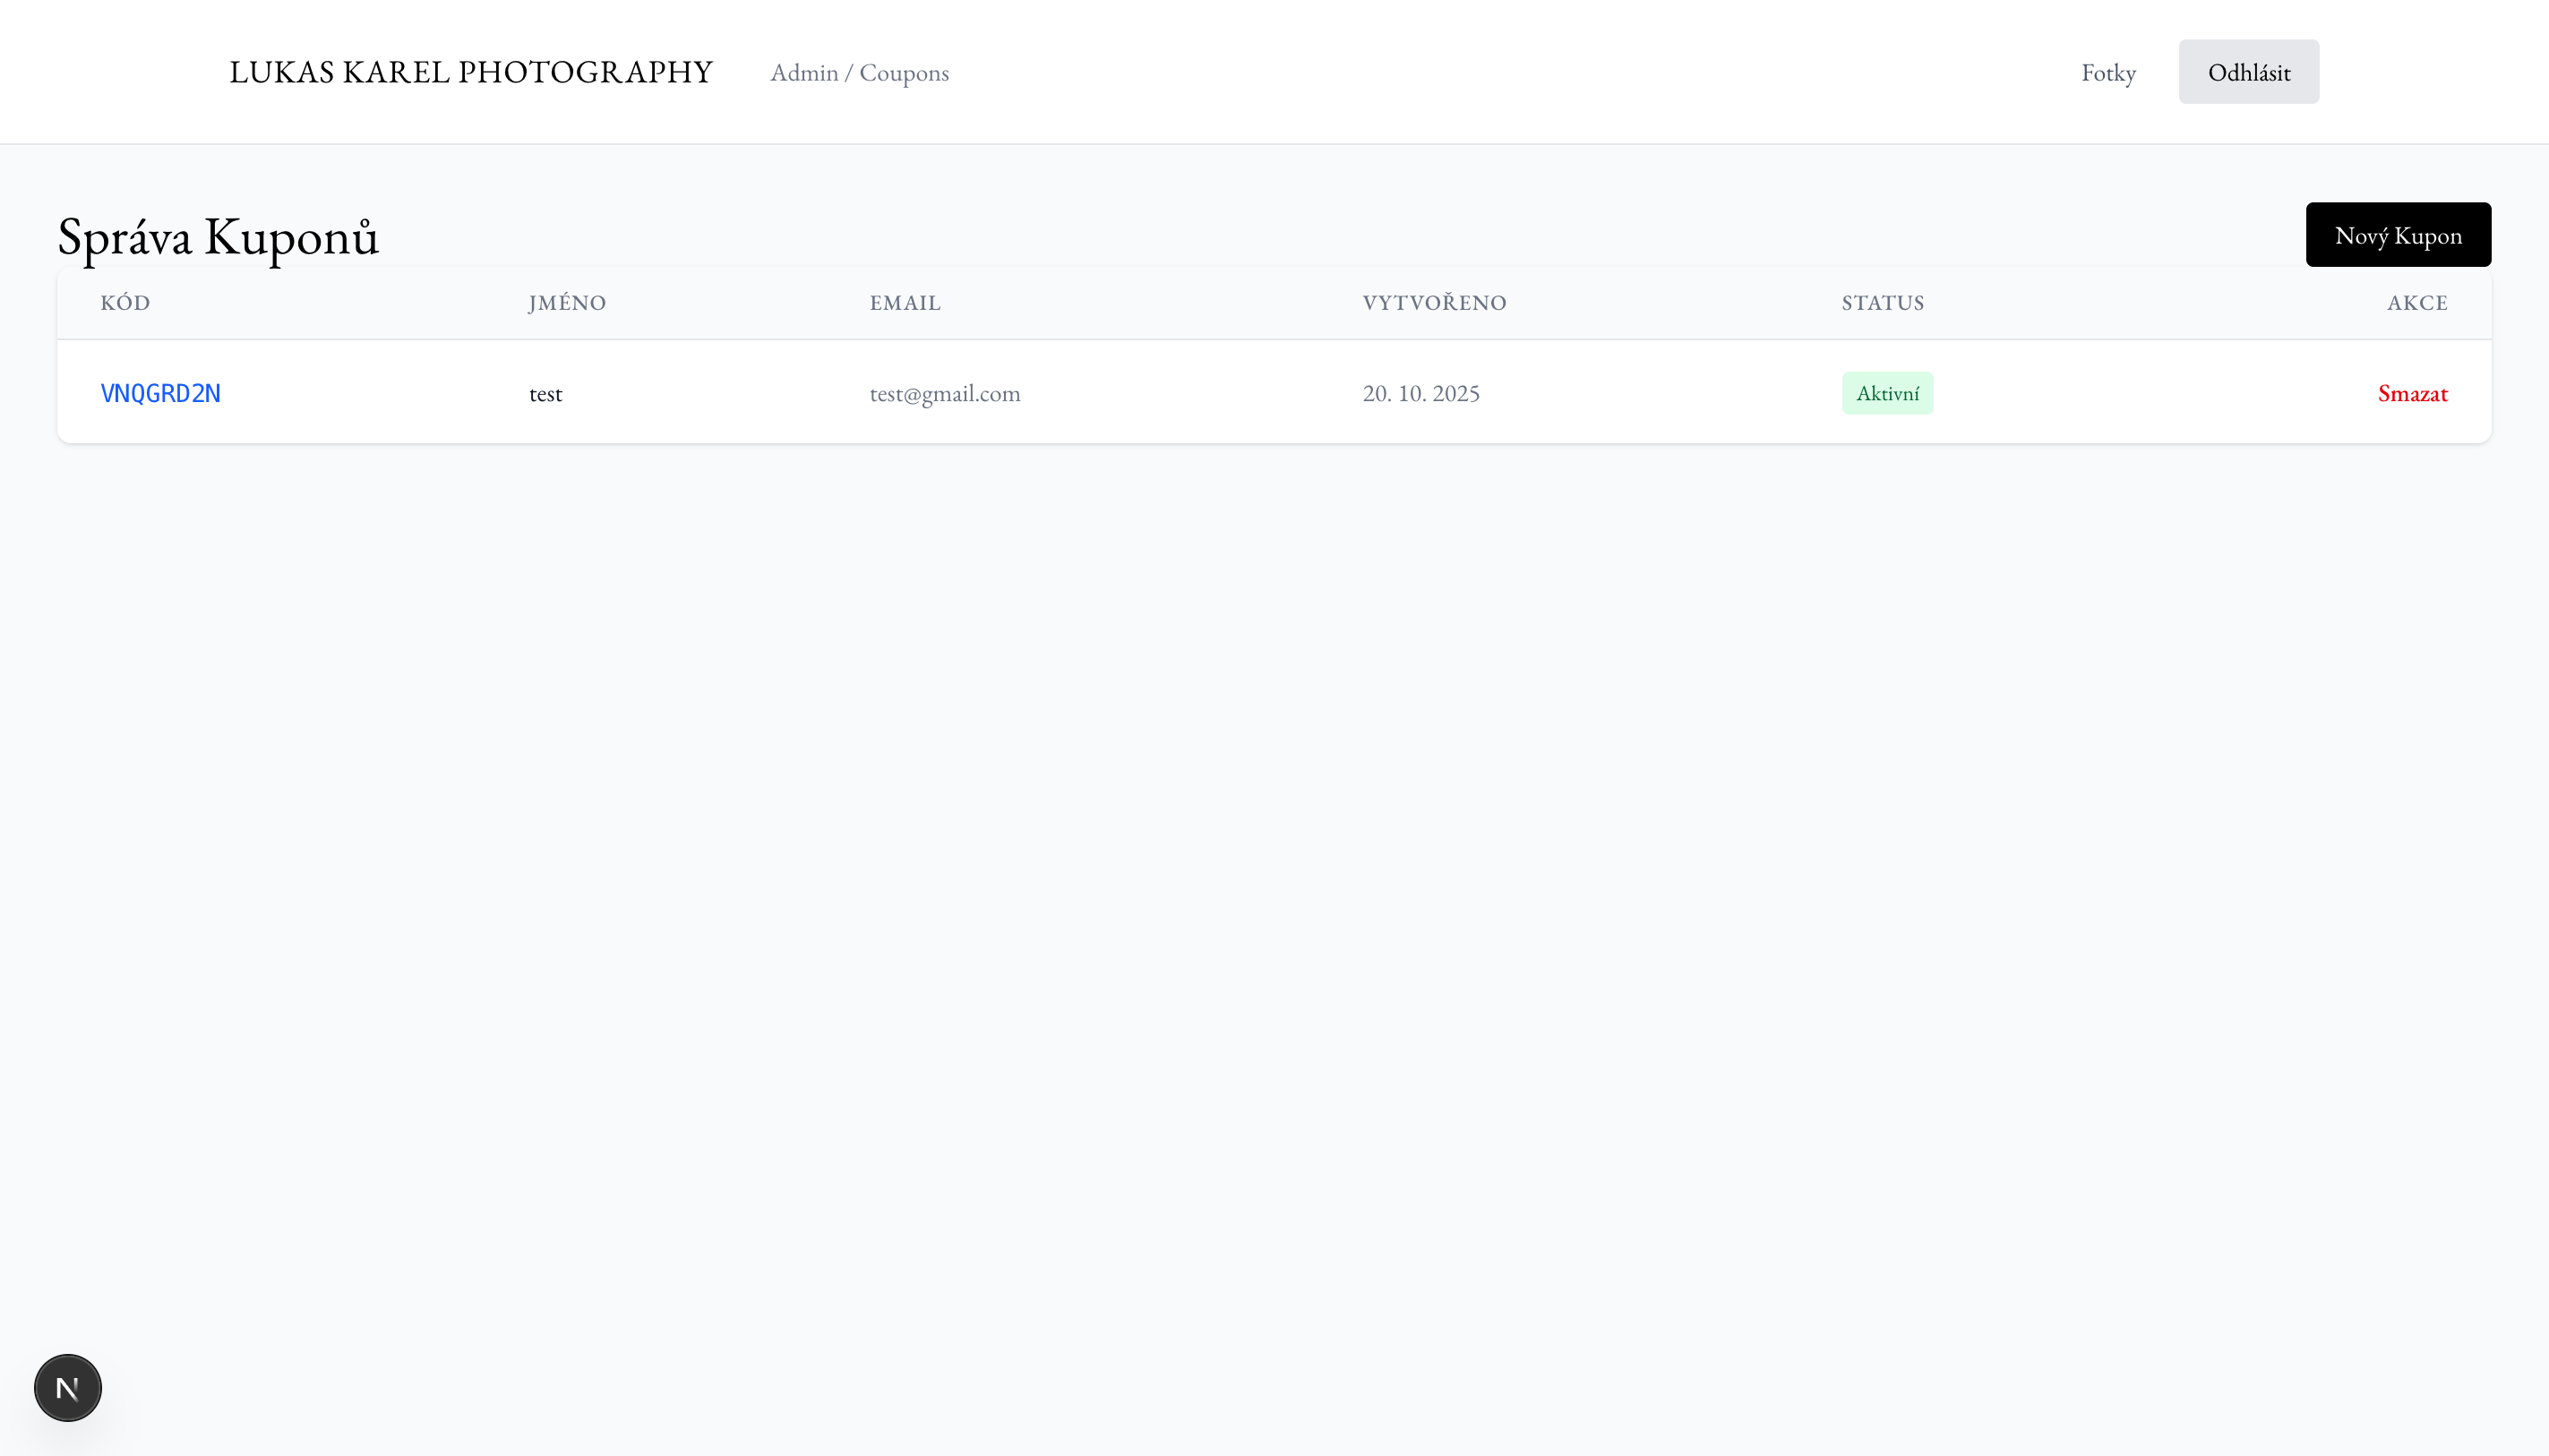 LUKAS KAREL PHOTOGRAPHY Admin / Coupons Fotky Odhlásit
Správa Kuponů Nový Kupon
KÓD JMÉNO EMAIL VYTVOŘENO STATUS AKCE
VNQGRD2N test test@gmail.com 20. 10. 2025 Aktivní Smazat
N